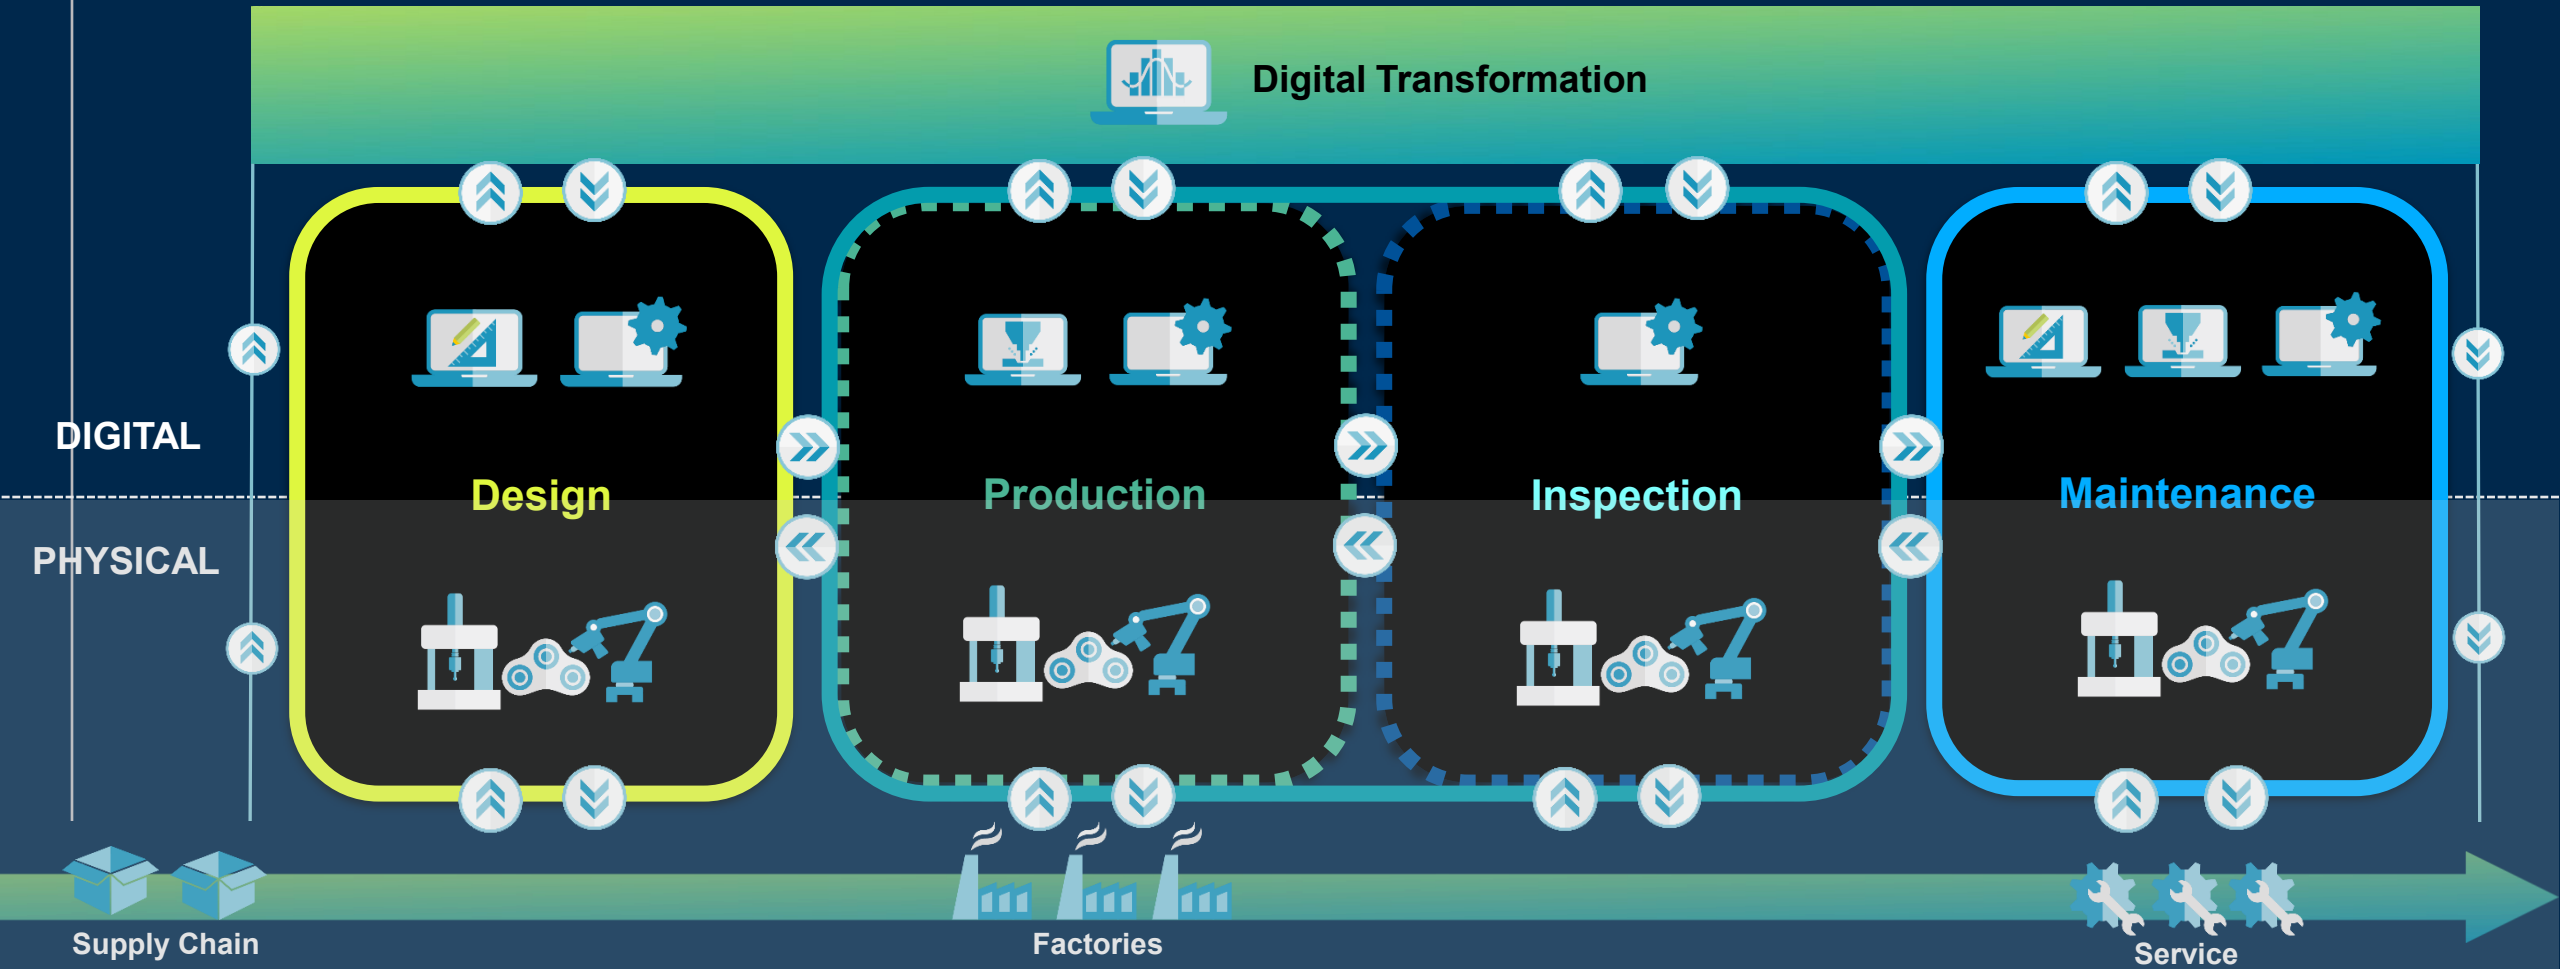 Digital Transformation
DIGITAL
Design
Production
Inspection
Maintenance
PHYSICAL
Supply Chain
Factories
Service